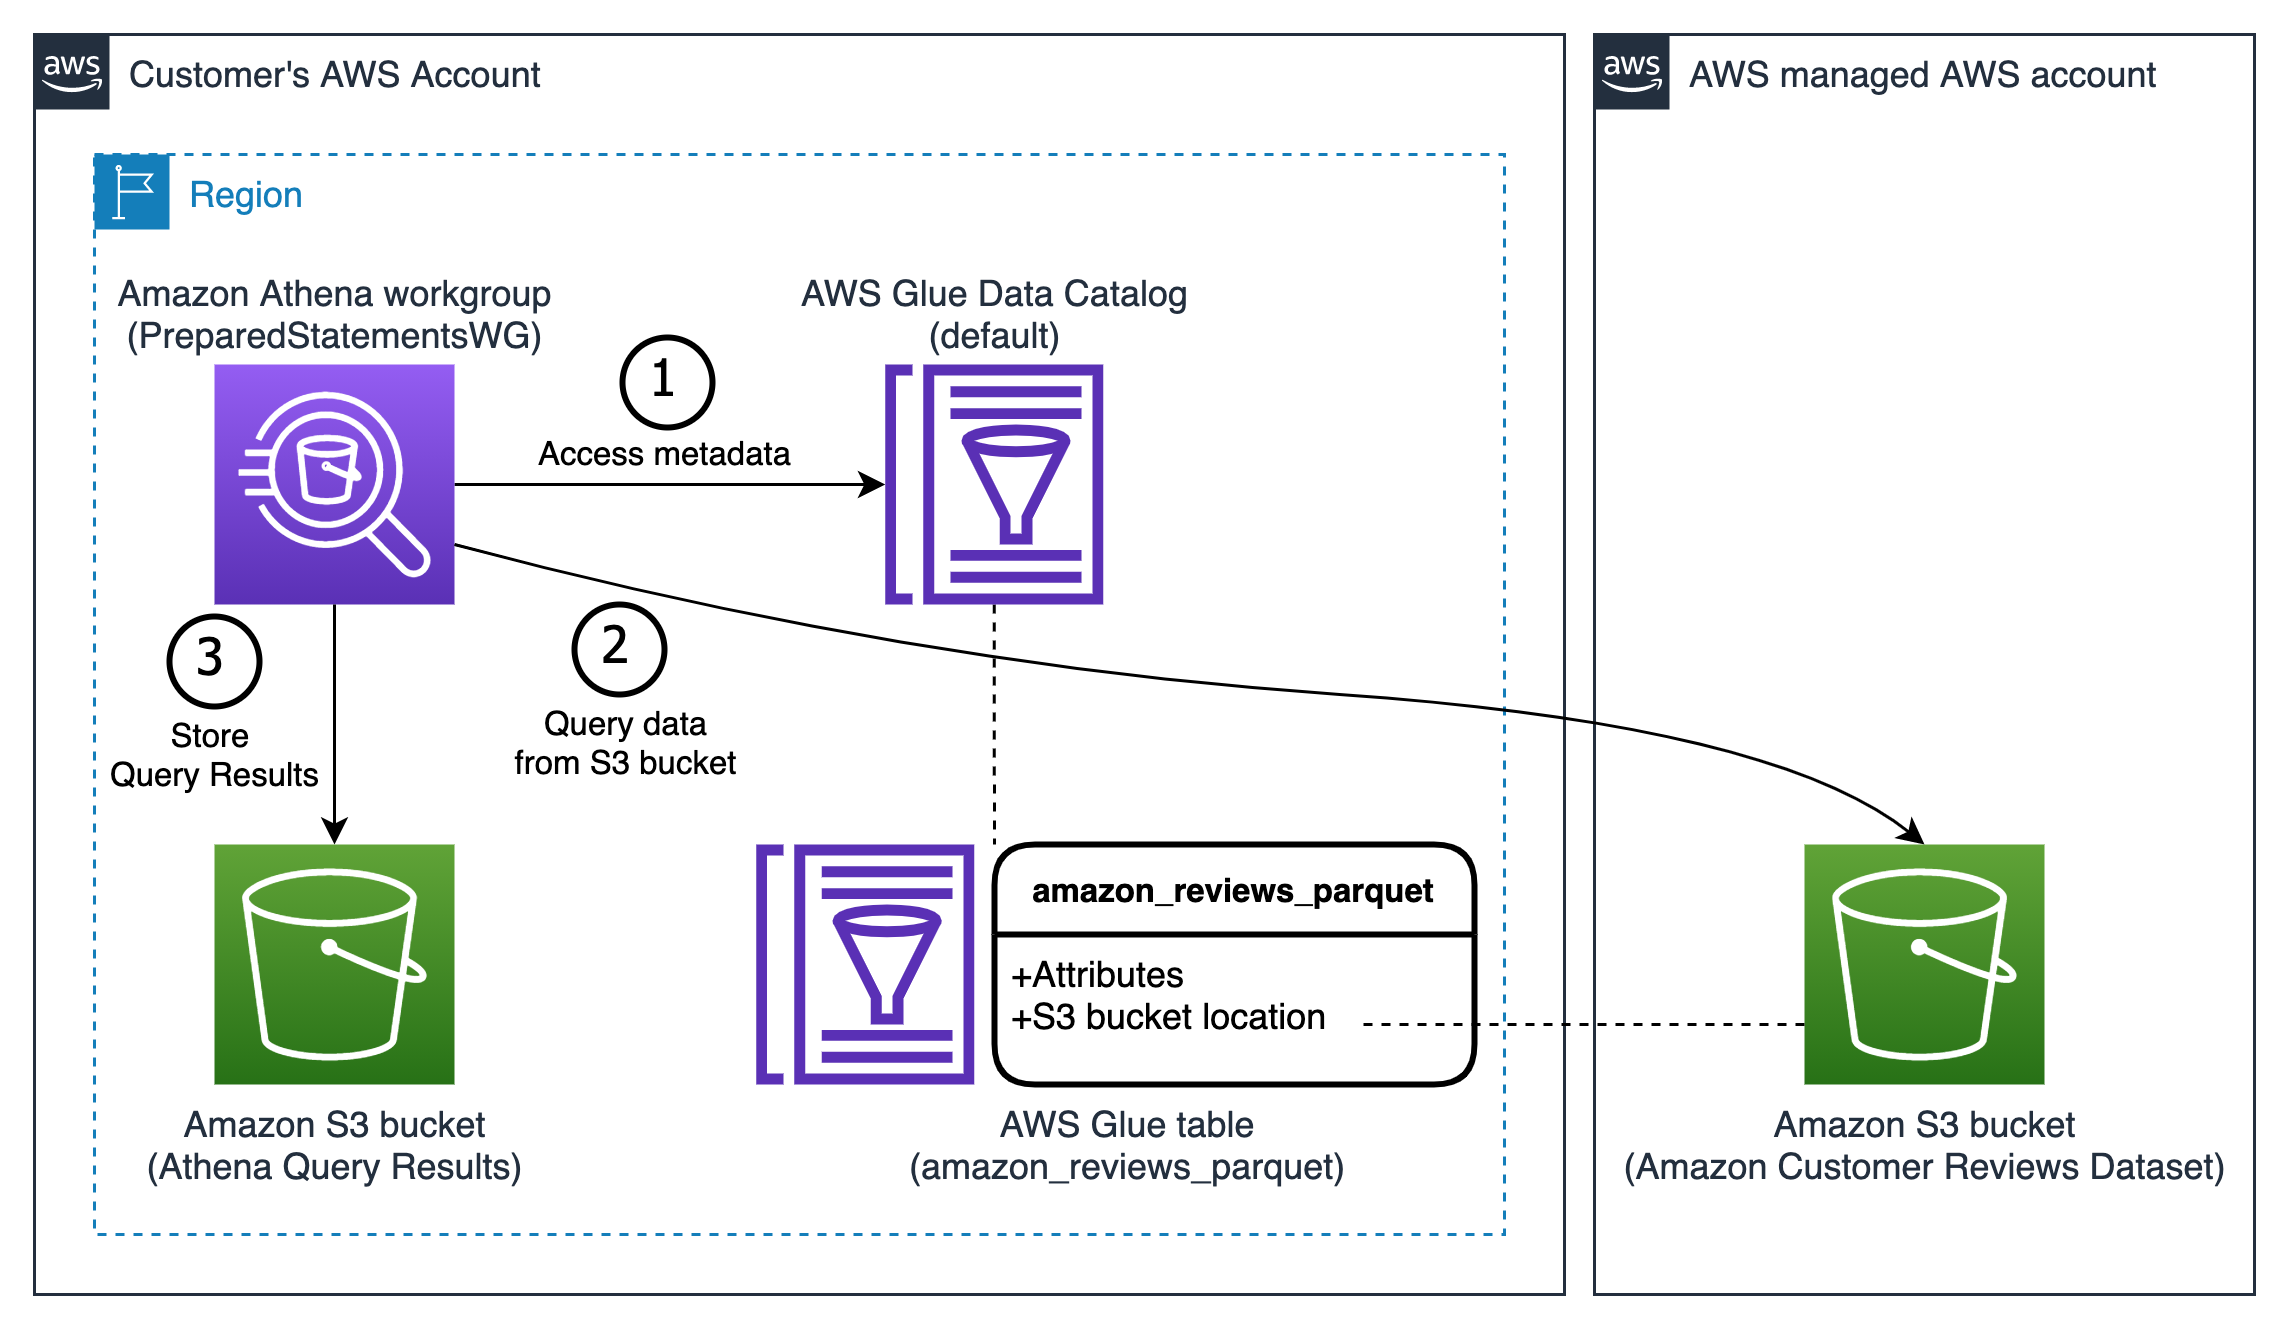 aws
Customer's AWS Account
aws
AWS managed AWS account
Region
Amazon Athena workgroup
(PreparedStatementsWG)
AWS Glue Data Catalog
(default)
1
Access metadata
2
Query data
from S3 bucket
3
Store
Query Results
amazon_reviews_parquet
+Attributes
+S3 bucket location
Amazon S3 bucket
(Athena Query Results)
AWS Glue table
(amazon_reviews_parquet)
Amazon S3 bucket
(Amazon Customer Reviews Dataset)